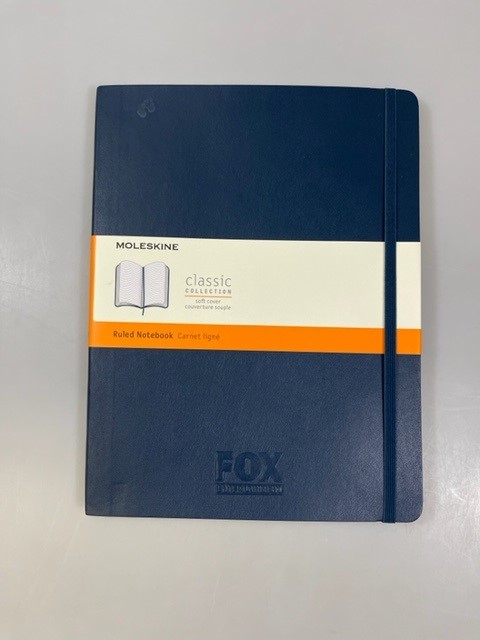 MOLESKINE
classic
COLLECTION
soft cover
couverture souple
Ruled Notebook Carnet ligné
FOX